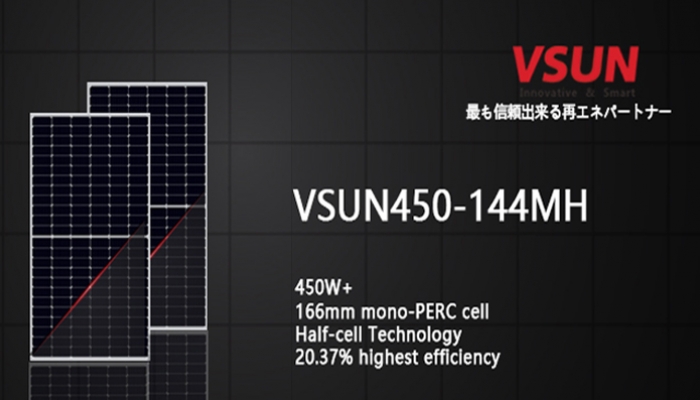 VSUN
Innovative & Smart
最も信頼出来る再エネパートナー
VSUN450-144MH
450W+
166mm mono-PERC cell
Half-cell Technology
20.37% highest efficiency